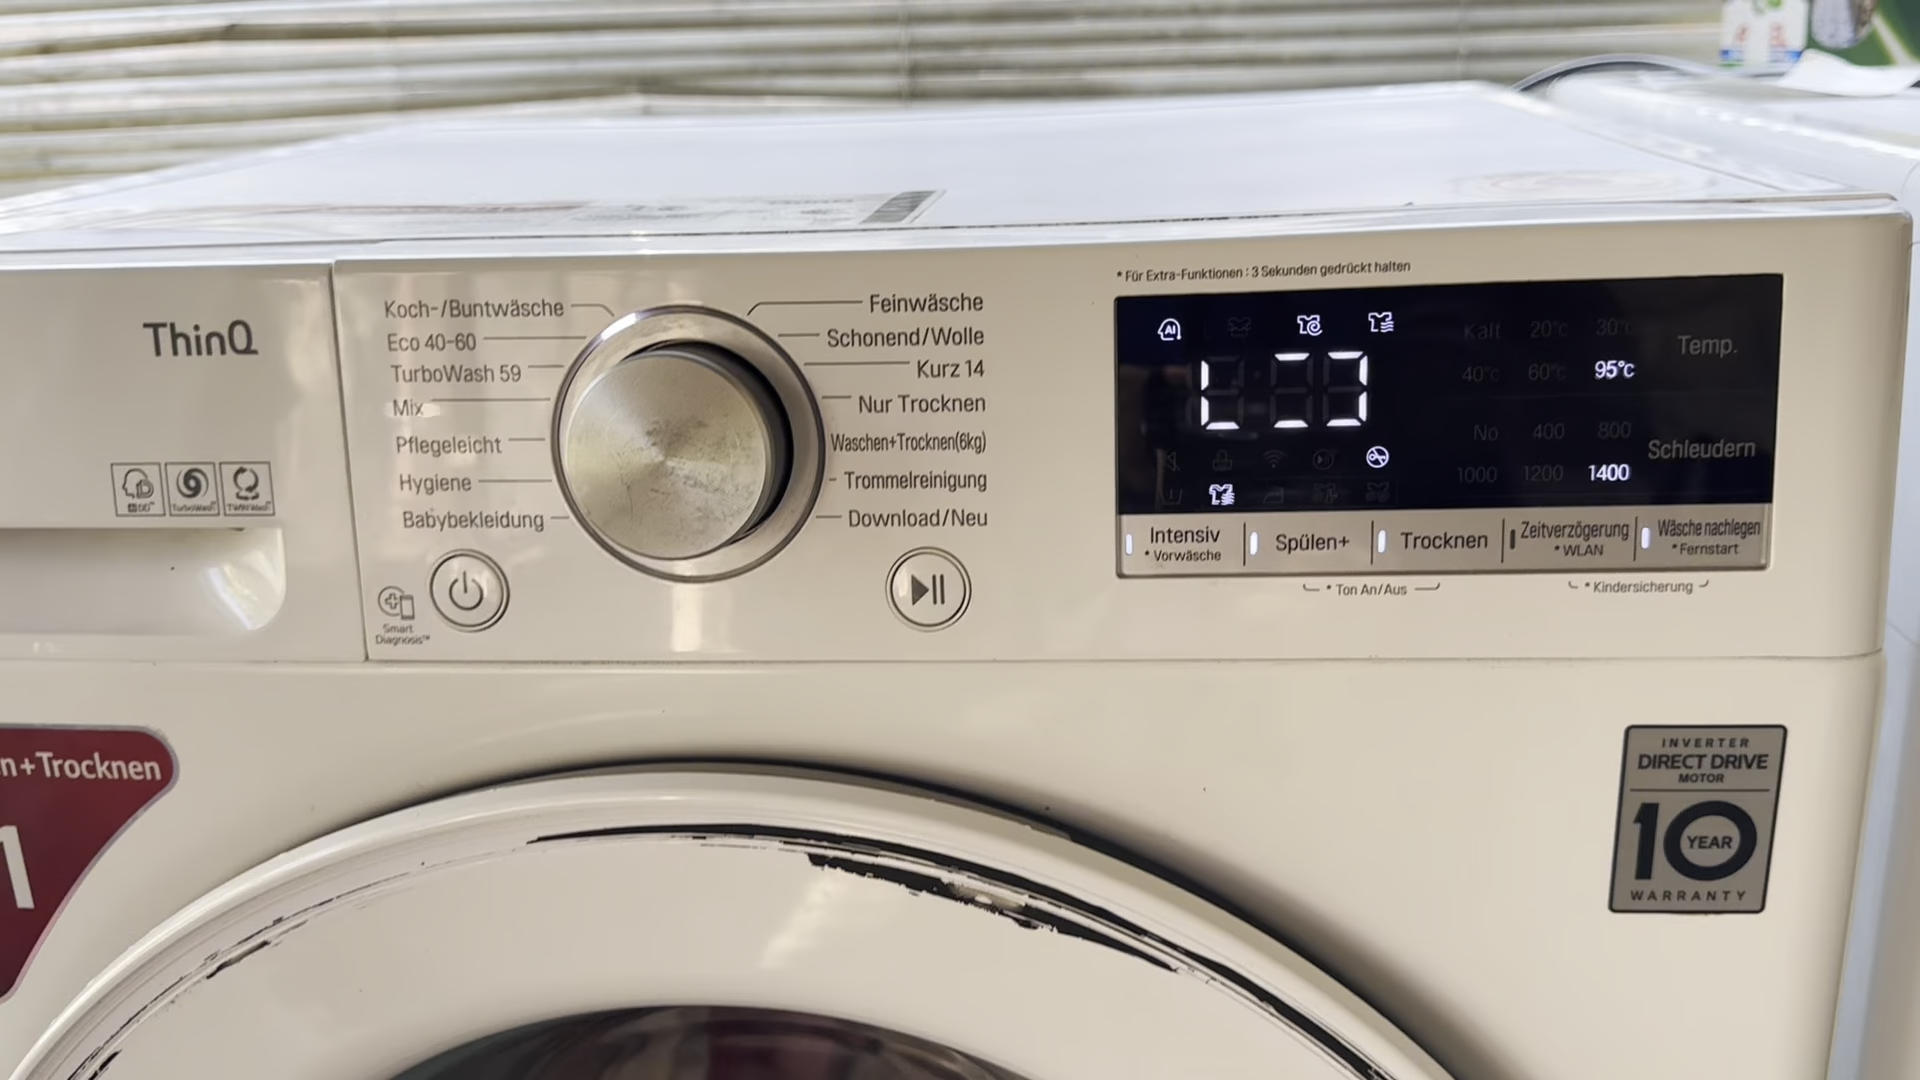 ThinQ
Koch-/Buntwäsche
Eco 40-60
TurboWash 59
Mix
Pflegeleicht
Hygiene
Babybekleidung
Feinwäsche
Schonend/Wolle
Kurz 14
Nur Trocknen
Waschen+Trocknen(6kg)
Trommelreinigung
Download/Neu
Smart
Diagnosis™
* Für Extra-Funktionen : 3 Sekunden gedrückt halten
AI
Kalt 20°c 30°c
40°c 60°c 95°c
Temp.
No 400 800
1000 1200 1400
Schleudern
Intensiv
* Vorwäsche
Spülen+
Trocknen
Zeitverzögerung
* WLAN
Wäsche nachlegen
* Fernstart
* Ton An/Aus
* Kindersicherung
n+Trocknen
1
INVERTER
DIRECT DRIVE
MOTOR
10
YEAR
WARRANTY